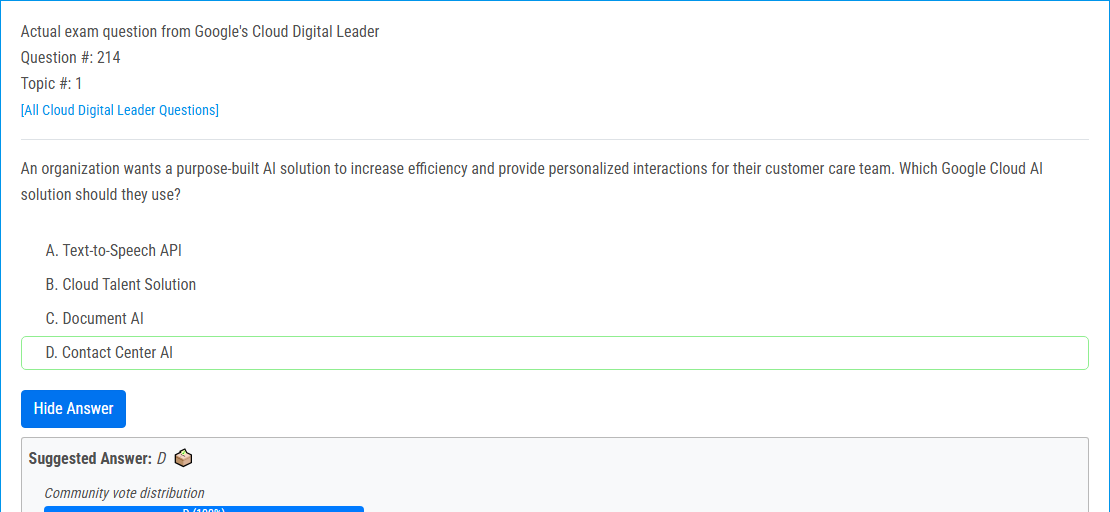 Actual exam question from Google's Cloud Digital Leader
Question #: 214
Topic #: 1
[All Cloud Digital Leader Questions]
An organization wants a purpose-built AI solution to increase efficiency and provide personalized interactions for their customer care team. Which Google Cloud AI
solution should they use?
A. Text-to-Speech API
B. Cloud Talent Solution
C. Document AI
D. Contact Center AI
Hide Answer
Suggested Answer: D
Community vote distribution
D (100%)